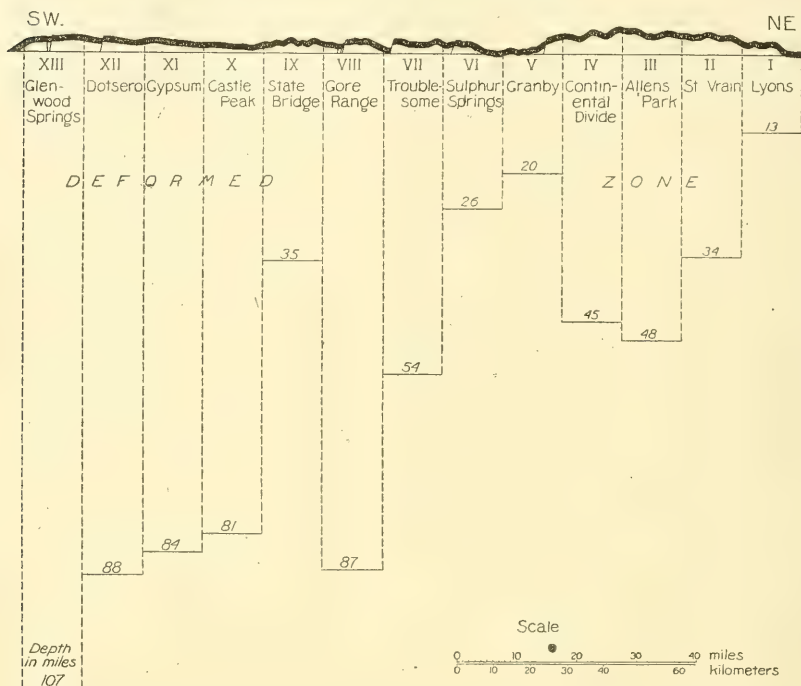 SW. NE
XIII XII XI X IX VIII VII VI V IV III II I
Glen- Dotsero Gypsum Castle State Gore Trouble- Sulphur Granby Contin- Allens St Vrain Lyons
wood Peak Bridge Range some Springs ental Park
Springs Divide
13
20
DEFORMED ZONE
26
35 34
45
48
54
81
84
87
88
Scale
Depth
in miles
107
0 10 20 30 40 miles
0 10 20 30 40 60 kilometers